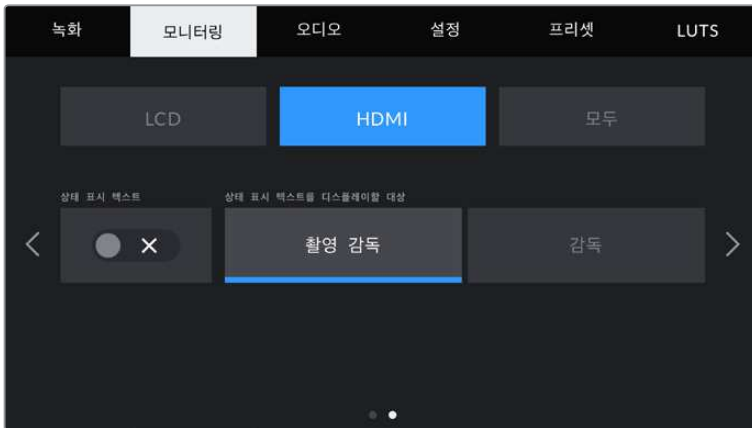 녹화 모니터링 오디오 설정 프리셋 LUTS
LCD HDMI 모두
상태 표시 텍스트 상태 표시 텍스트를 디스플레이할 대상
촬영 감독 감독